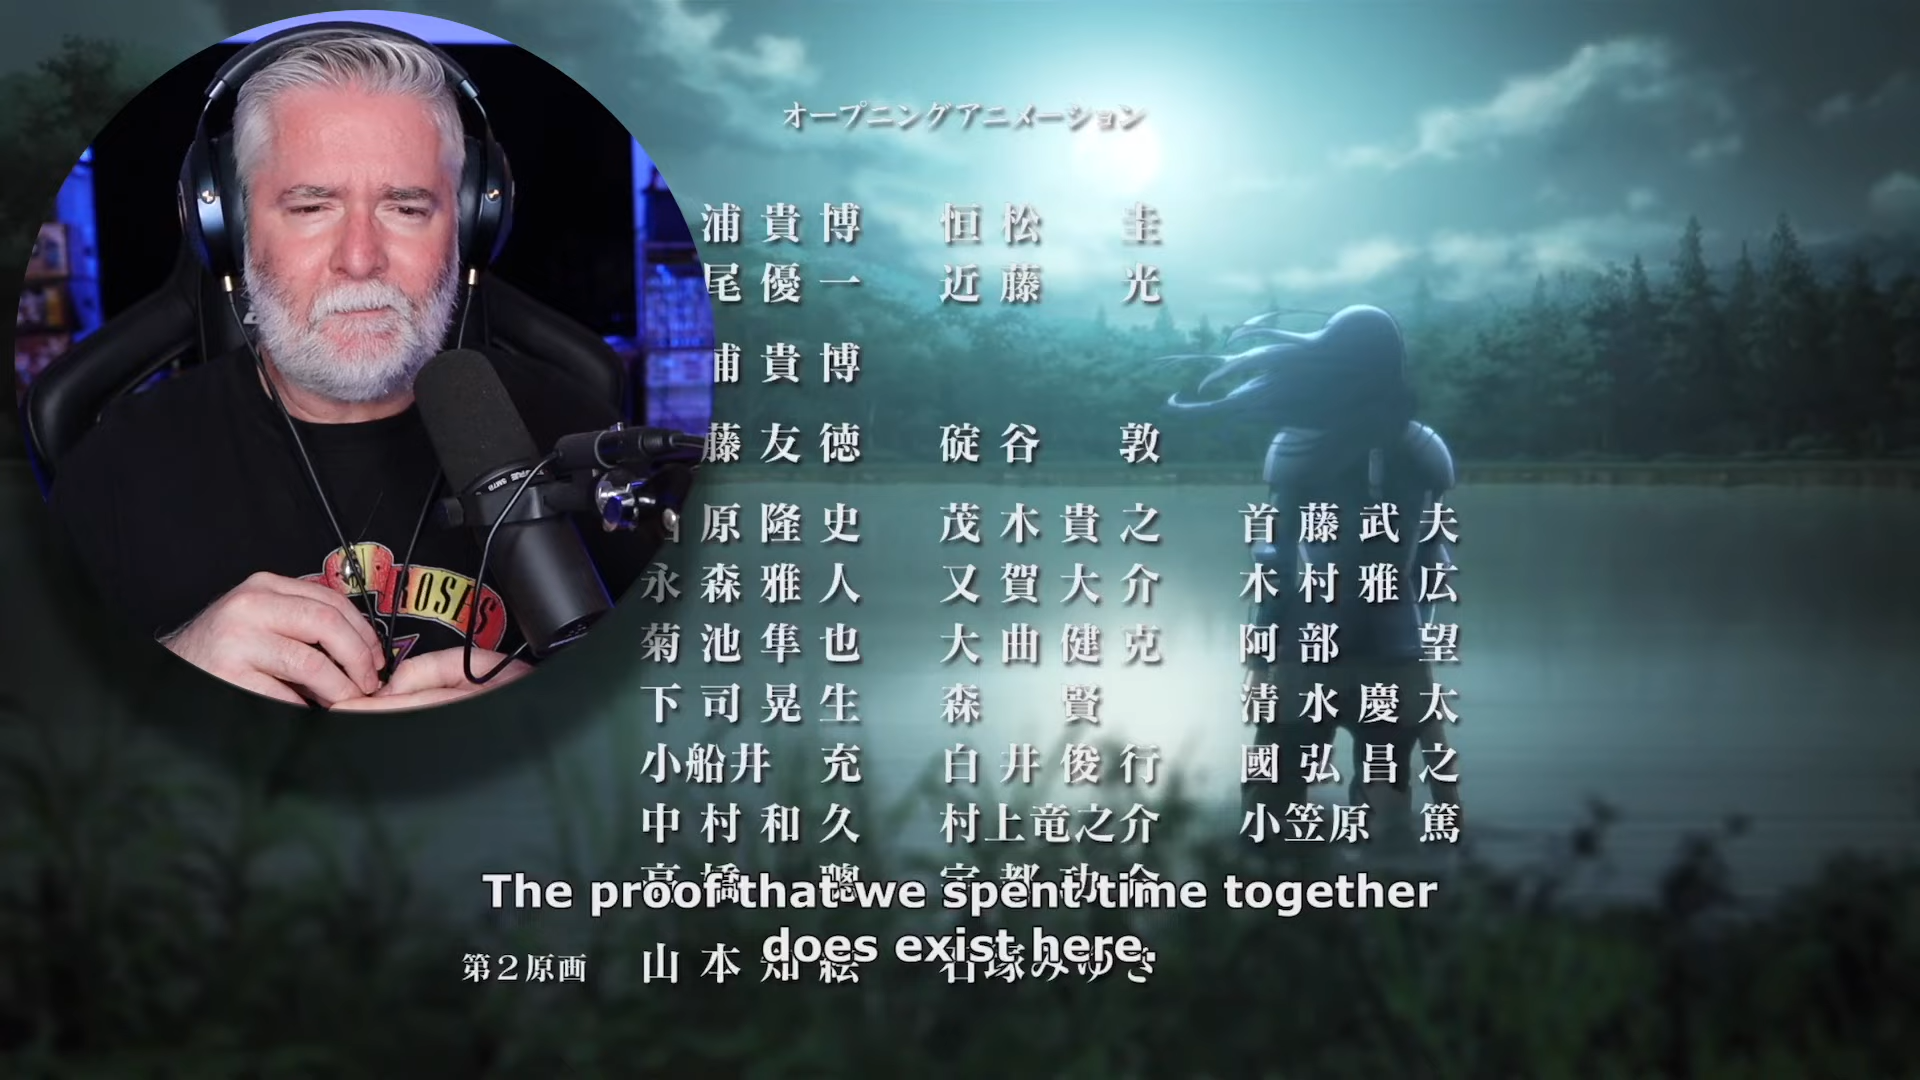 オープニングアニメーション
浦貴博 恒松 圭
尾優一 近藤 光
浦貴博
藤友徳 碇谷 敦
原隆史 茂木貴之 首藤武夫
永森雅人 又賀大介 木村雅広
菊池隼也 大曲健克 阿部 望
下司晃生 森 賢 清水慶太
小船井 充 白井俊行 國弘昌之
中村和久 村上竜之介 小笠原 篤
The proof that we spent time together
does exist here.
第2原画 山本
ROSES